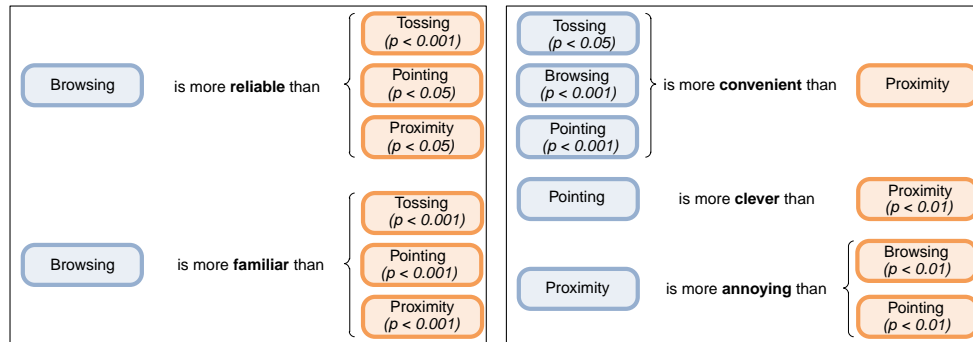 Browsing
is more reliable than
Tossing
(p < 0.001)
Pointing
(p < 0.05)
Proximity
(p < 0.05)
Browsing
is more familiar than
Tossing
(p < 0.001)
Pointing
(p < 0.001)
Proximity
(p < 0.001)
Tossing
(p < 0.05)
Browsing
(p < 0.001)
Pointing
(p < 0.001)
is more convenient than
Proximity
Pointing
is more clever than
Proximity
(p < 0.01)
Proximity
is more annoying than
Browsing
(p < 0.01)
Pointing
(p < 0.01)